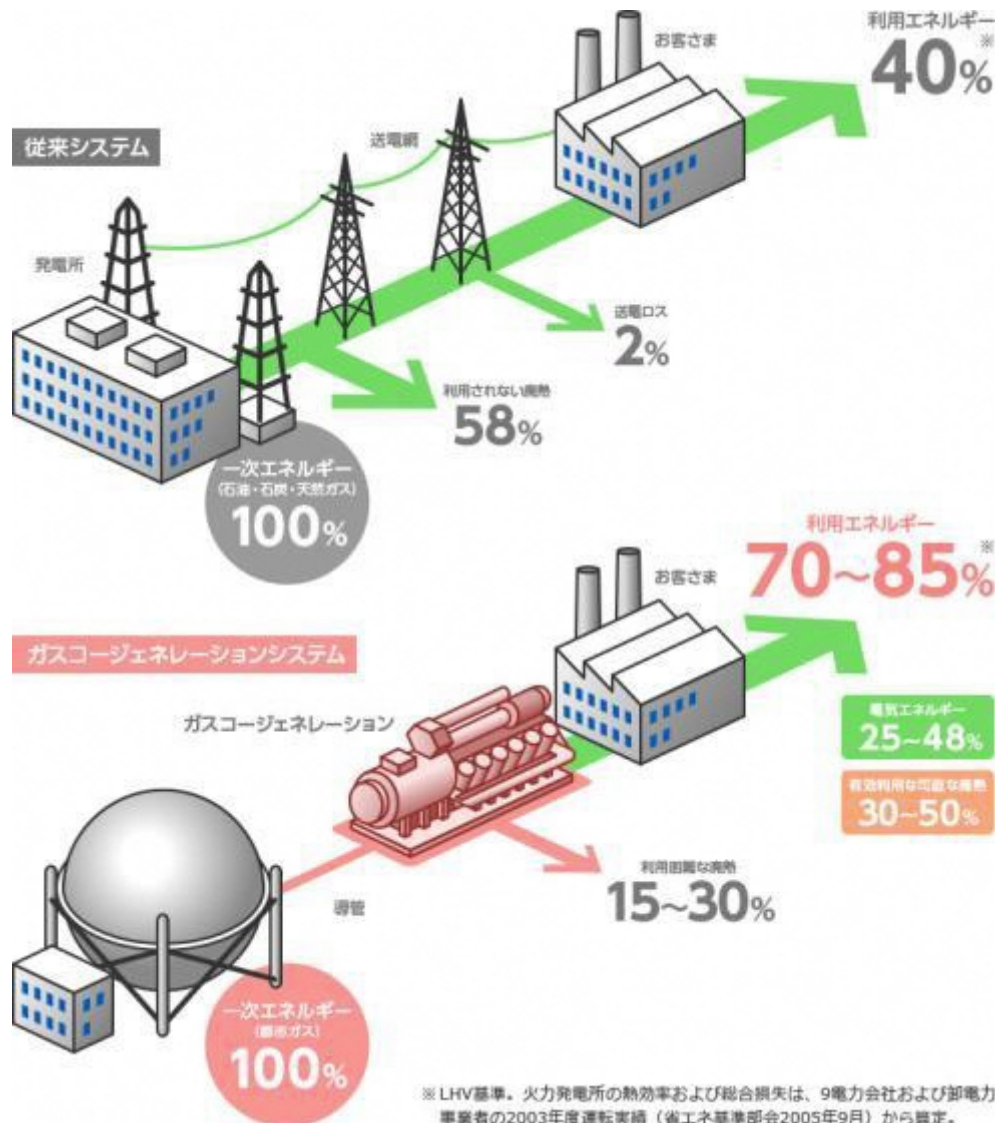 利用エネルギー
40%※
お客さま
従来システム
送電網
発電所
送電ロス
2%
利用されない廃熱
58%
一次エネルギー
(石油・石炭・天然ガス)
100%
利用エネルギー
70～85%※
お客さま
ガスコージェネレーションシステム
ガスコージェネレーション
電気エネルギー
25～48%
有効利用な可能な廃熱
30～50%
利用困難な廃熱
15～30%
導管
一次エネルギー
(都市ガス)
100%
※LHV基準。火力発電所の熱効率および総合損失は、9電力会社および卸電力
事業者の2003年度運転実績（省エネ基準部会2005年9月）から算定。